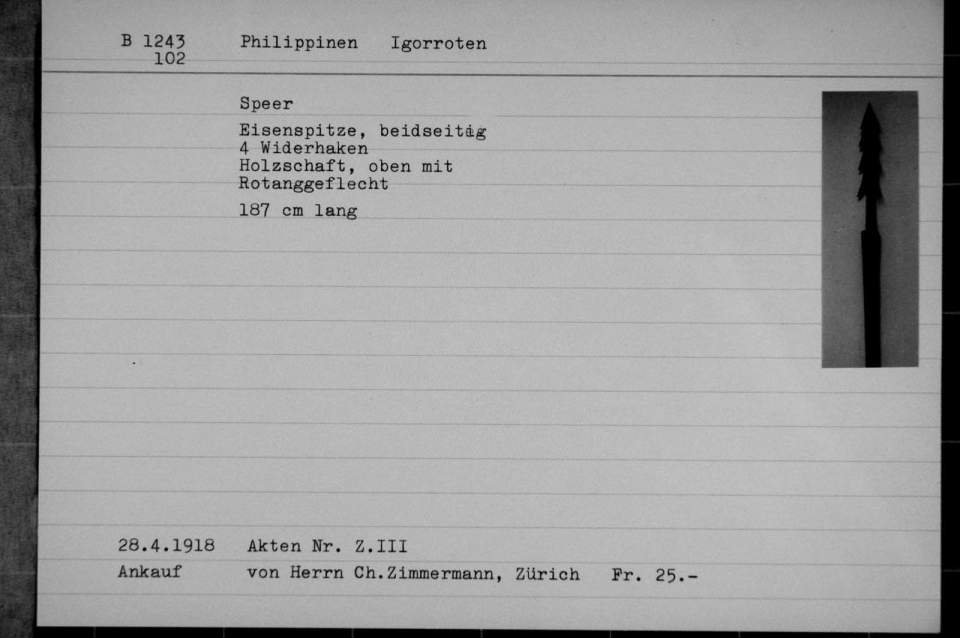 B 1243 Philippinen Igorroten
102
Speer
Eisenspitze, beidseitig
4 Widerhaken
Holzschaft, oben mit
Rotanggeflecht
187 cm lang
28.4.1918 Akten Nr. Z.III
Ankauf von Herrn Ch.Zimmermann, Zürich Fr. 25.-